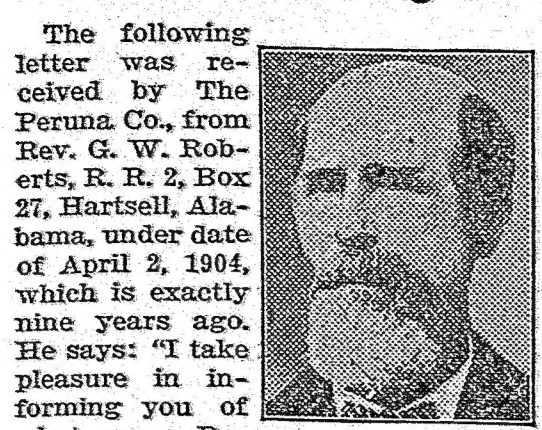 The following
letter was re-
ceived by The
Peruna Co., from
Rev. G. W. Rob-
erts, R. R. 2, Box
27, Hartsell, Ala-
bama, under date
of April 2, 1904,
which is exactly
nine years ago.
He says: "I take
pleasure in in-
forming you of